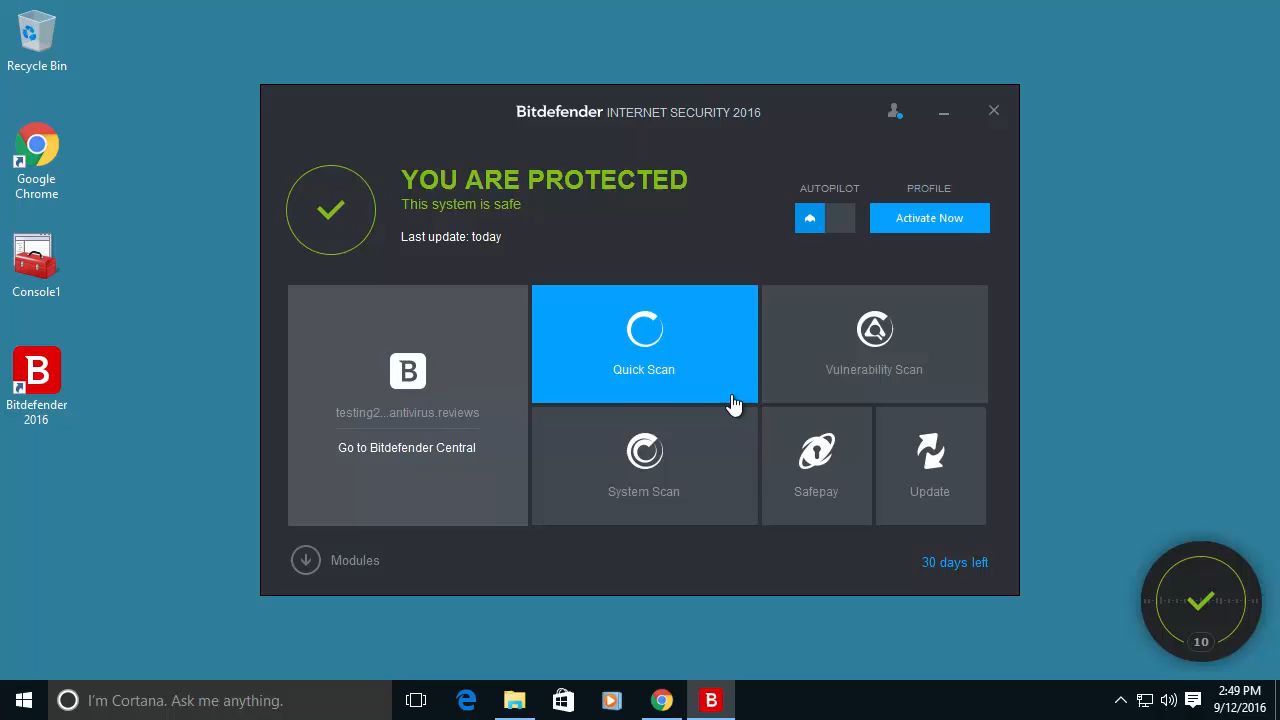 Recycle Bin
Google
Chrome
Console1
Bitdefender
2016
Bitdefender INTERNET SECURITY 2016
YOU ARE PROTECTED
This system is safe
Last update: today
AUTOPILOT
PROFILE
Activate Now
B
testing2...antivirus.reviews
Go to Bitdefender Central
Quick Scan
Vulnerability Scan
System Scan
Safepay
Update
Modules
30 days left
10
I'm Cortana. Ask me anything.
2:49 PM
9/12/2016